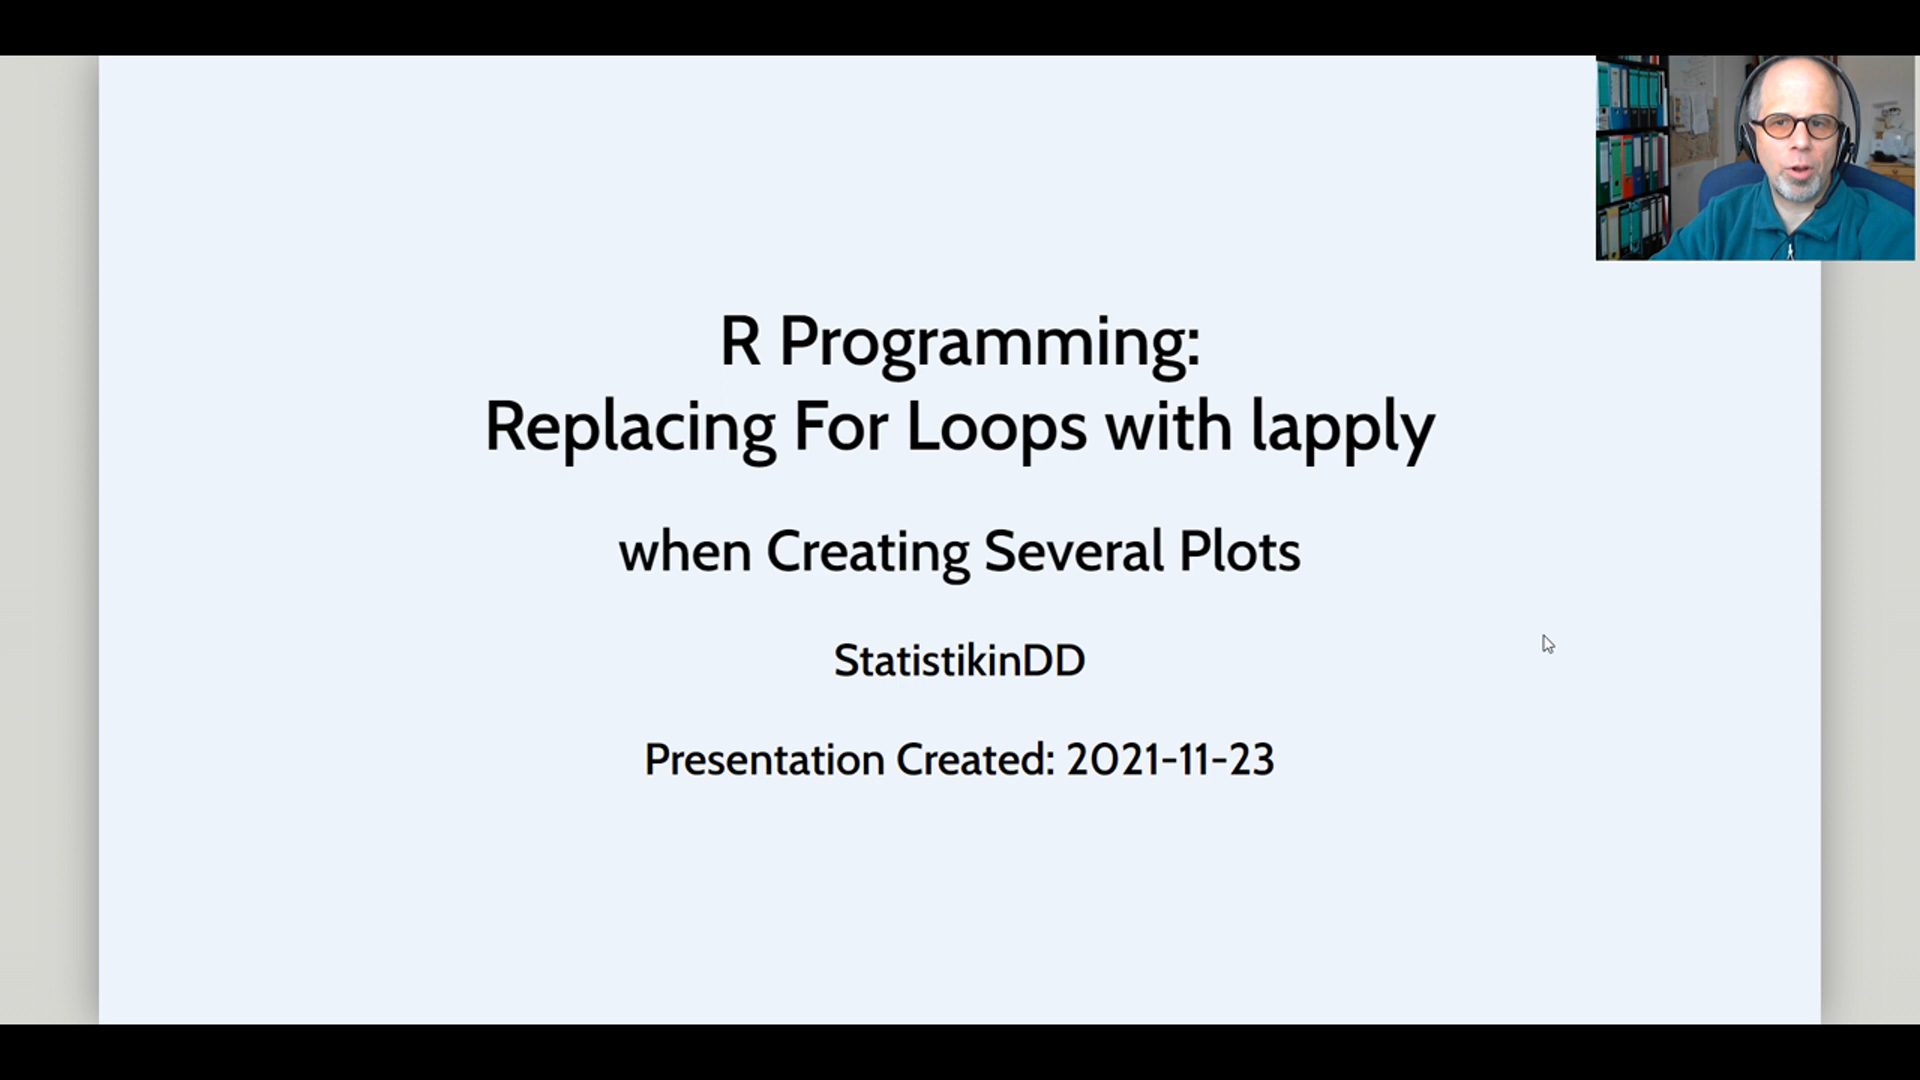 R Programming:
Replacing For Loops with lapply
when Creating Several Plots
StatistikinDD
Presentation Created: 2021-11-23